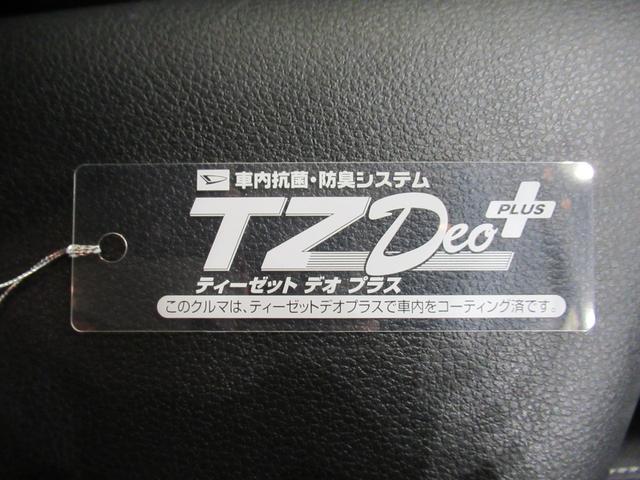 車内抗菌・防臭システム
TZ Deo PLUS
ティーゼット デオ プラス
このクルマは、ティーゼットデオプラスで車内をコーティング済です。